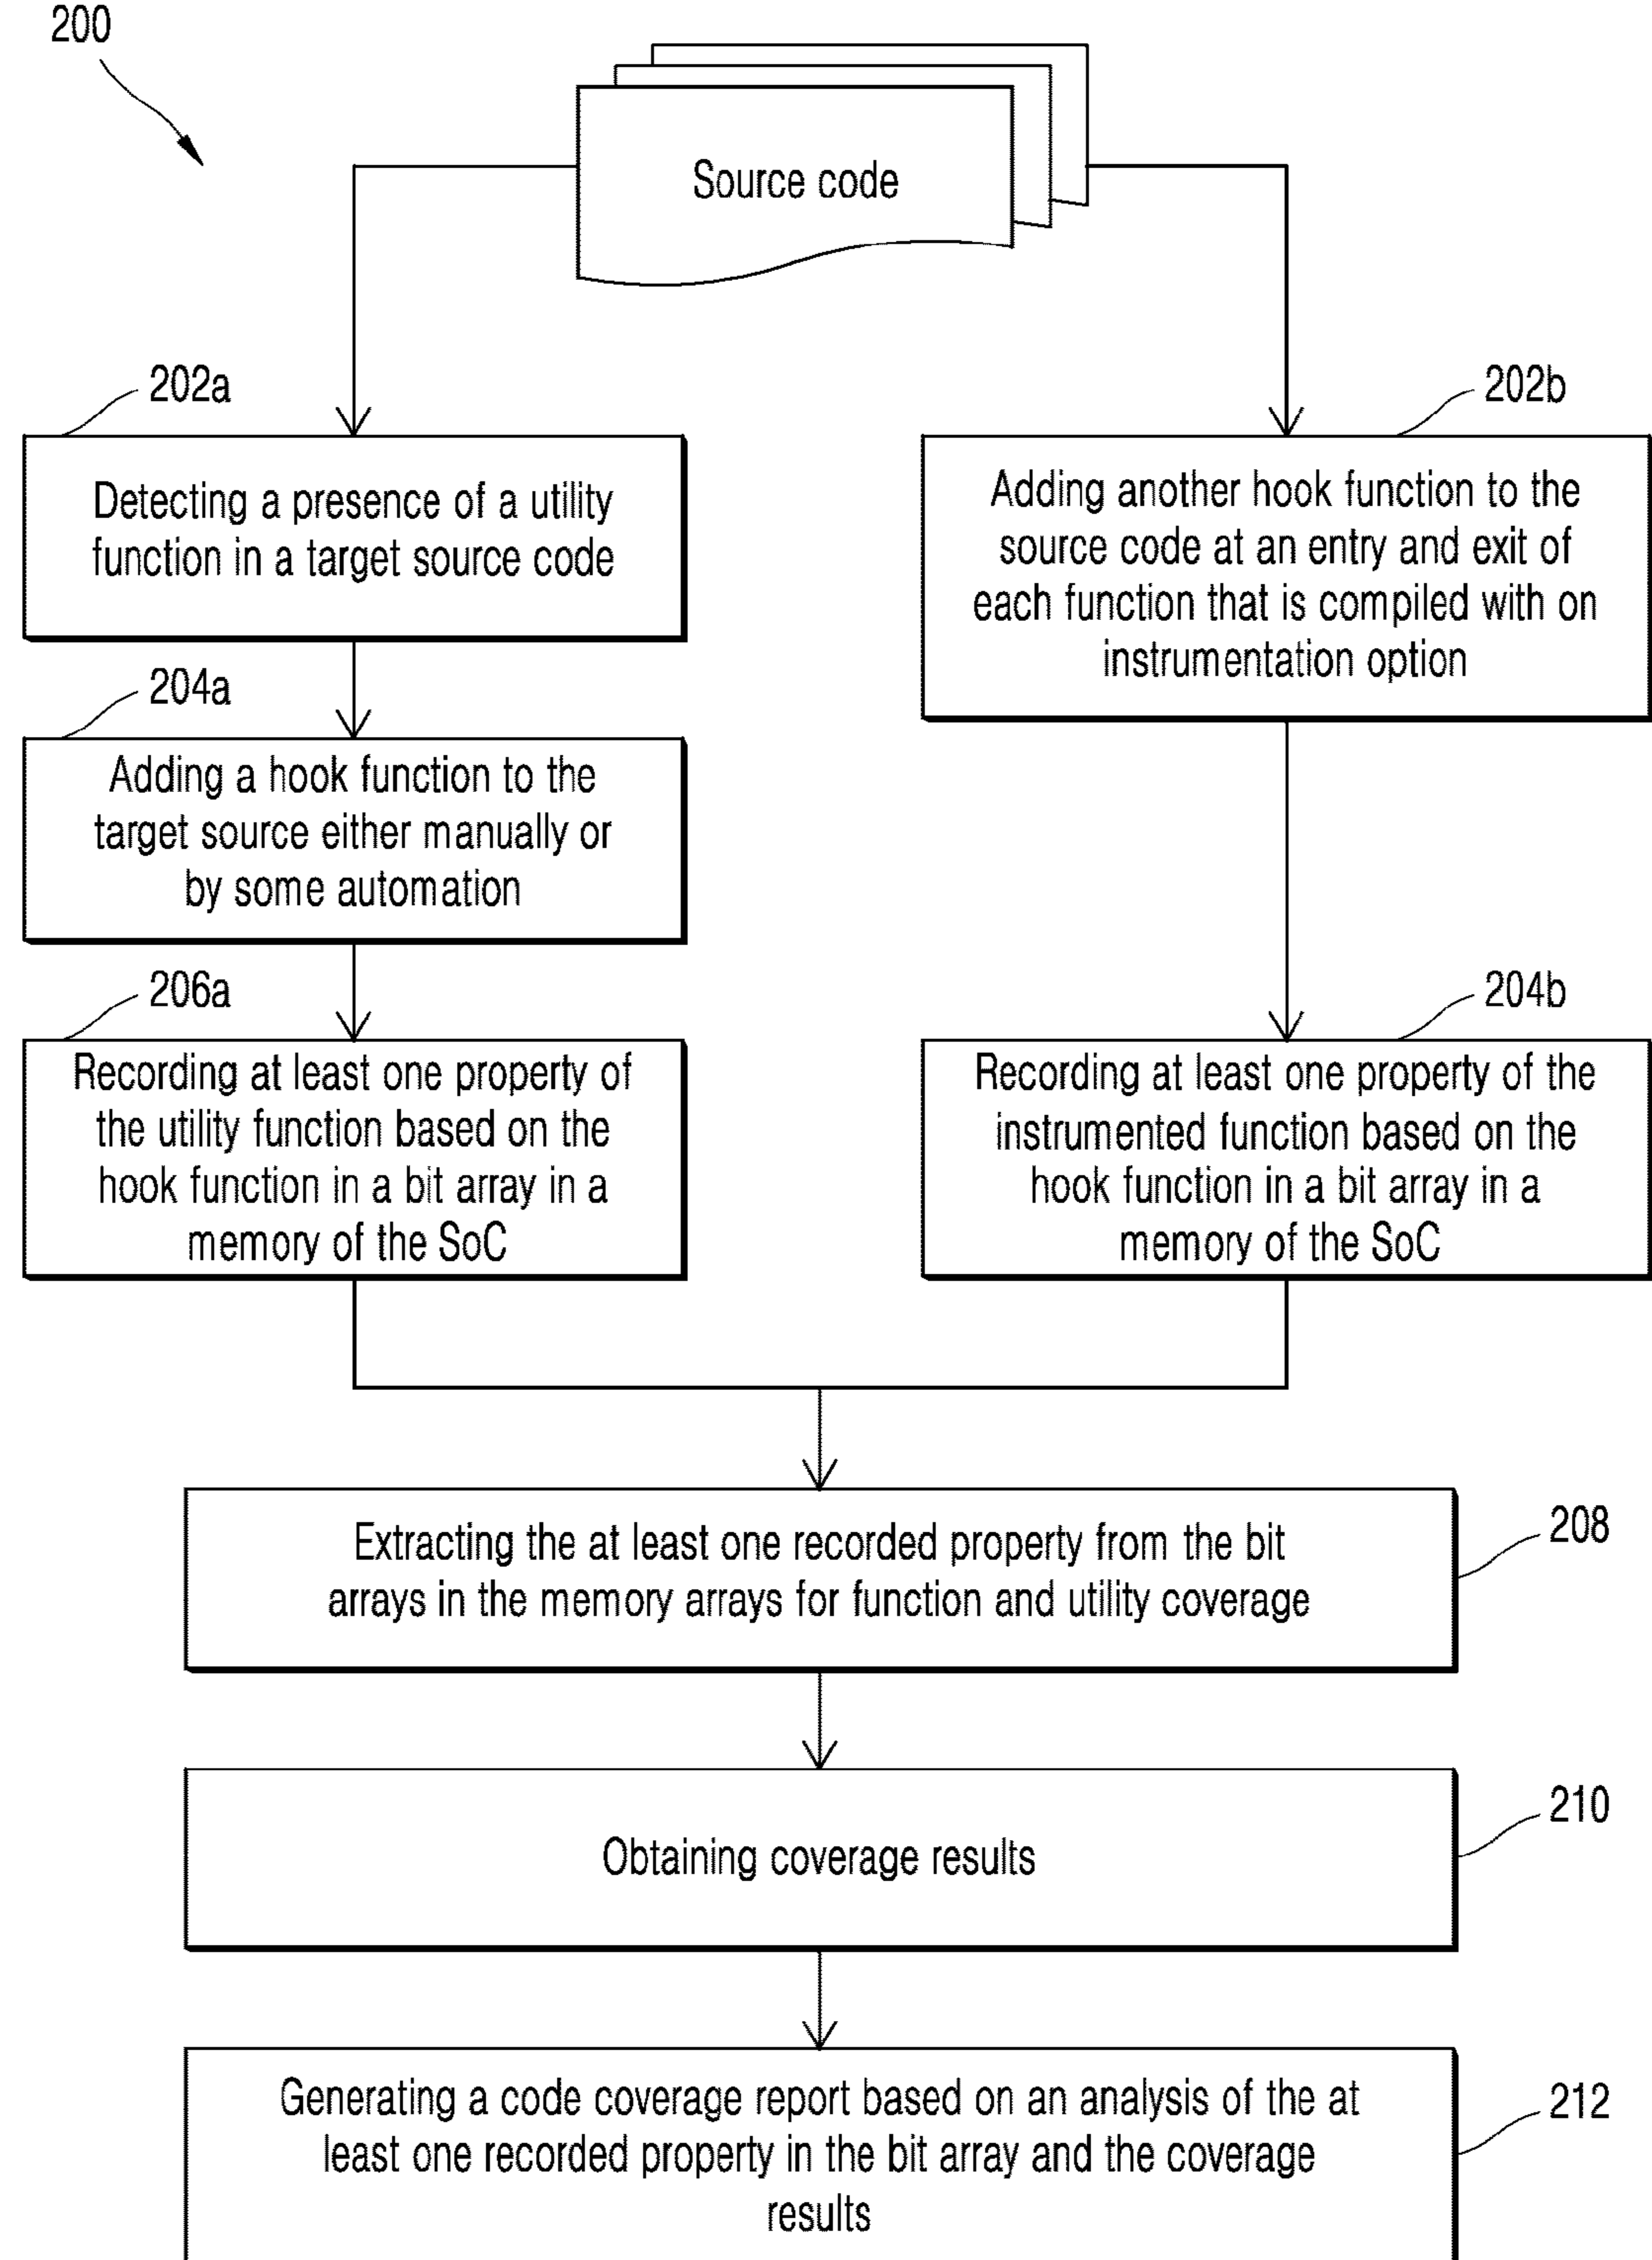 200
Source code
202a
Detecting a presence of a utility
function in a target source code
202b
Adding another hook function to the
source code at an entry and exit of
each function that is compiled with on
instrumentation option
204a
Adding a hook function to the
target source either manually or
by some automation
206a
Recording at least one property of
the utility function based on the
hook function in a bit array in a
memory of the SoC
204b
Recording at least one property of the
instrumented function based on the
hook function in a bit array in a
memory of the SoC
208
Extracting the at least one recorded property from the bit
arrays in the memory arrays for function and utility coverage
210
Obtaining coverage results
212
Generating a code coverage report based on an analysis of the at
least one recorded property in the bit array and the coverage
results